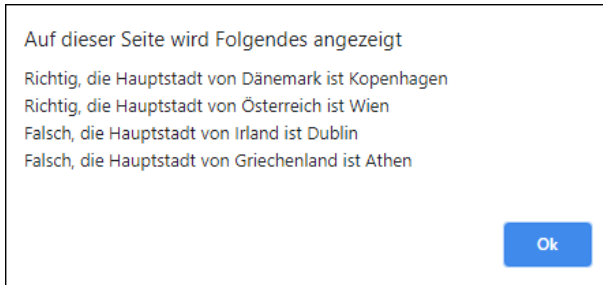 Auf dieser Seite wird Folgendes angezeigt
Richtig, die Hauptstadt von Dänemark ist Kopenhagen
Richtig, die Hauptstadt von Österreich ist Wien
Falsch, die Hauptstadt von Irland ist Dublin
Falsch, die Hauptstadt von Griechenland ist Athen
Ok